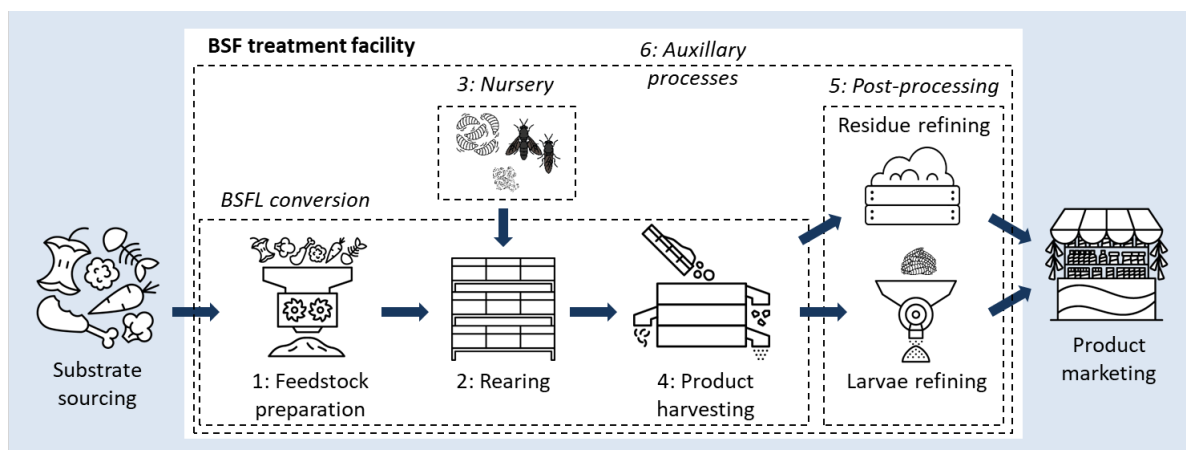 BSF treatment facility
6: Auxillary
processes
3: Nursery
5: Post-processing
Residue refining
BSFL conversion
Substrate
sourcing
1: Feedstock
preparation
2: Rearing
4: Product
harvesting
Larvae refining
Product
marketing